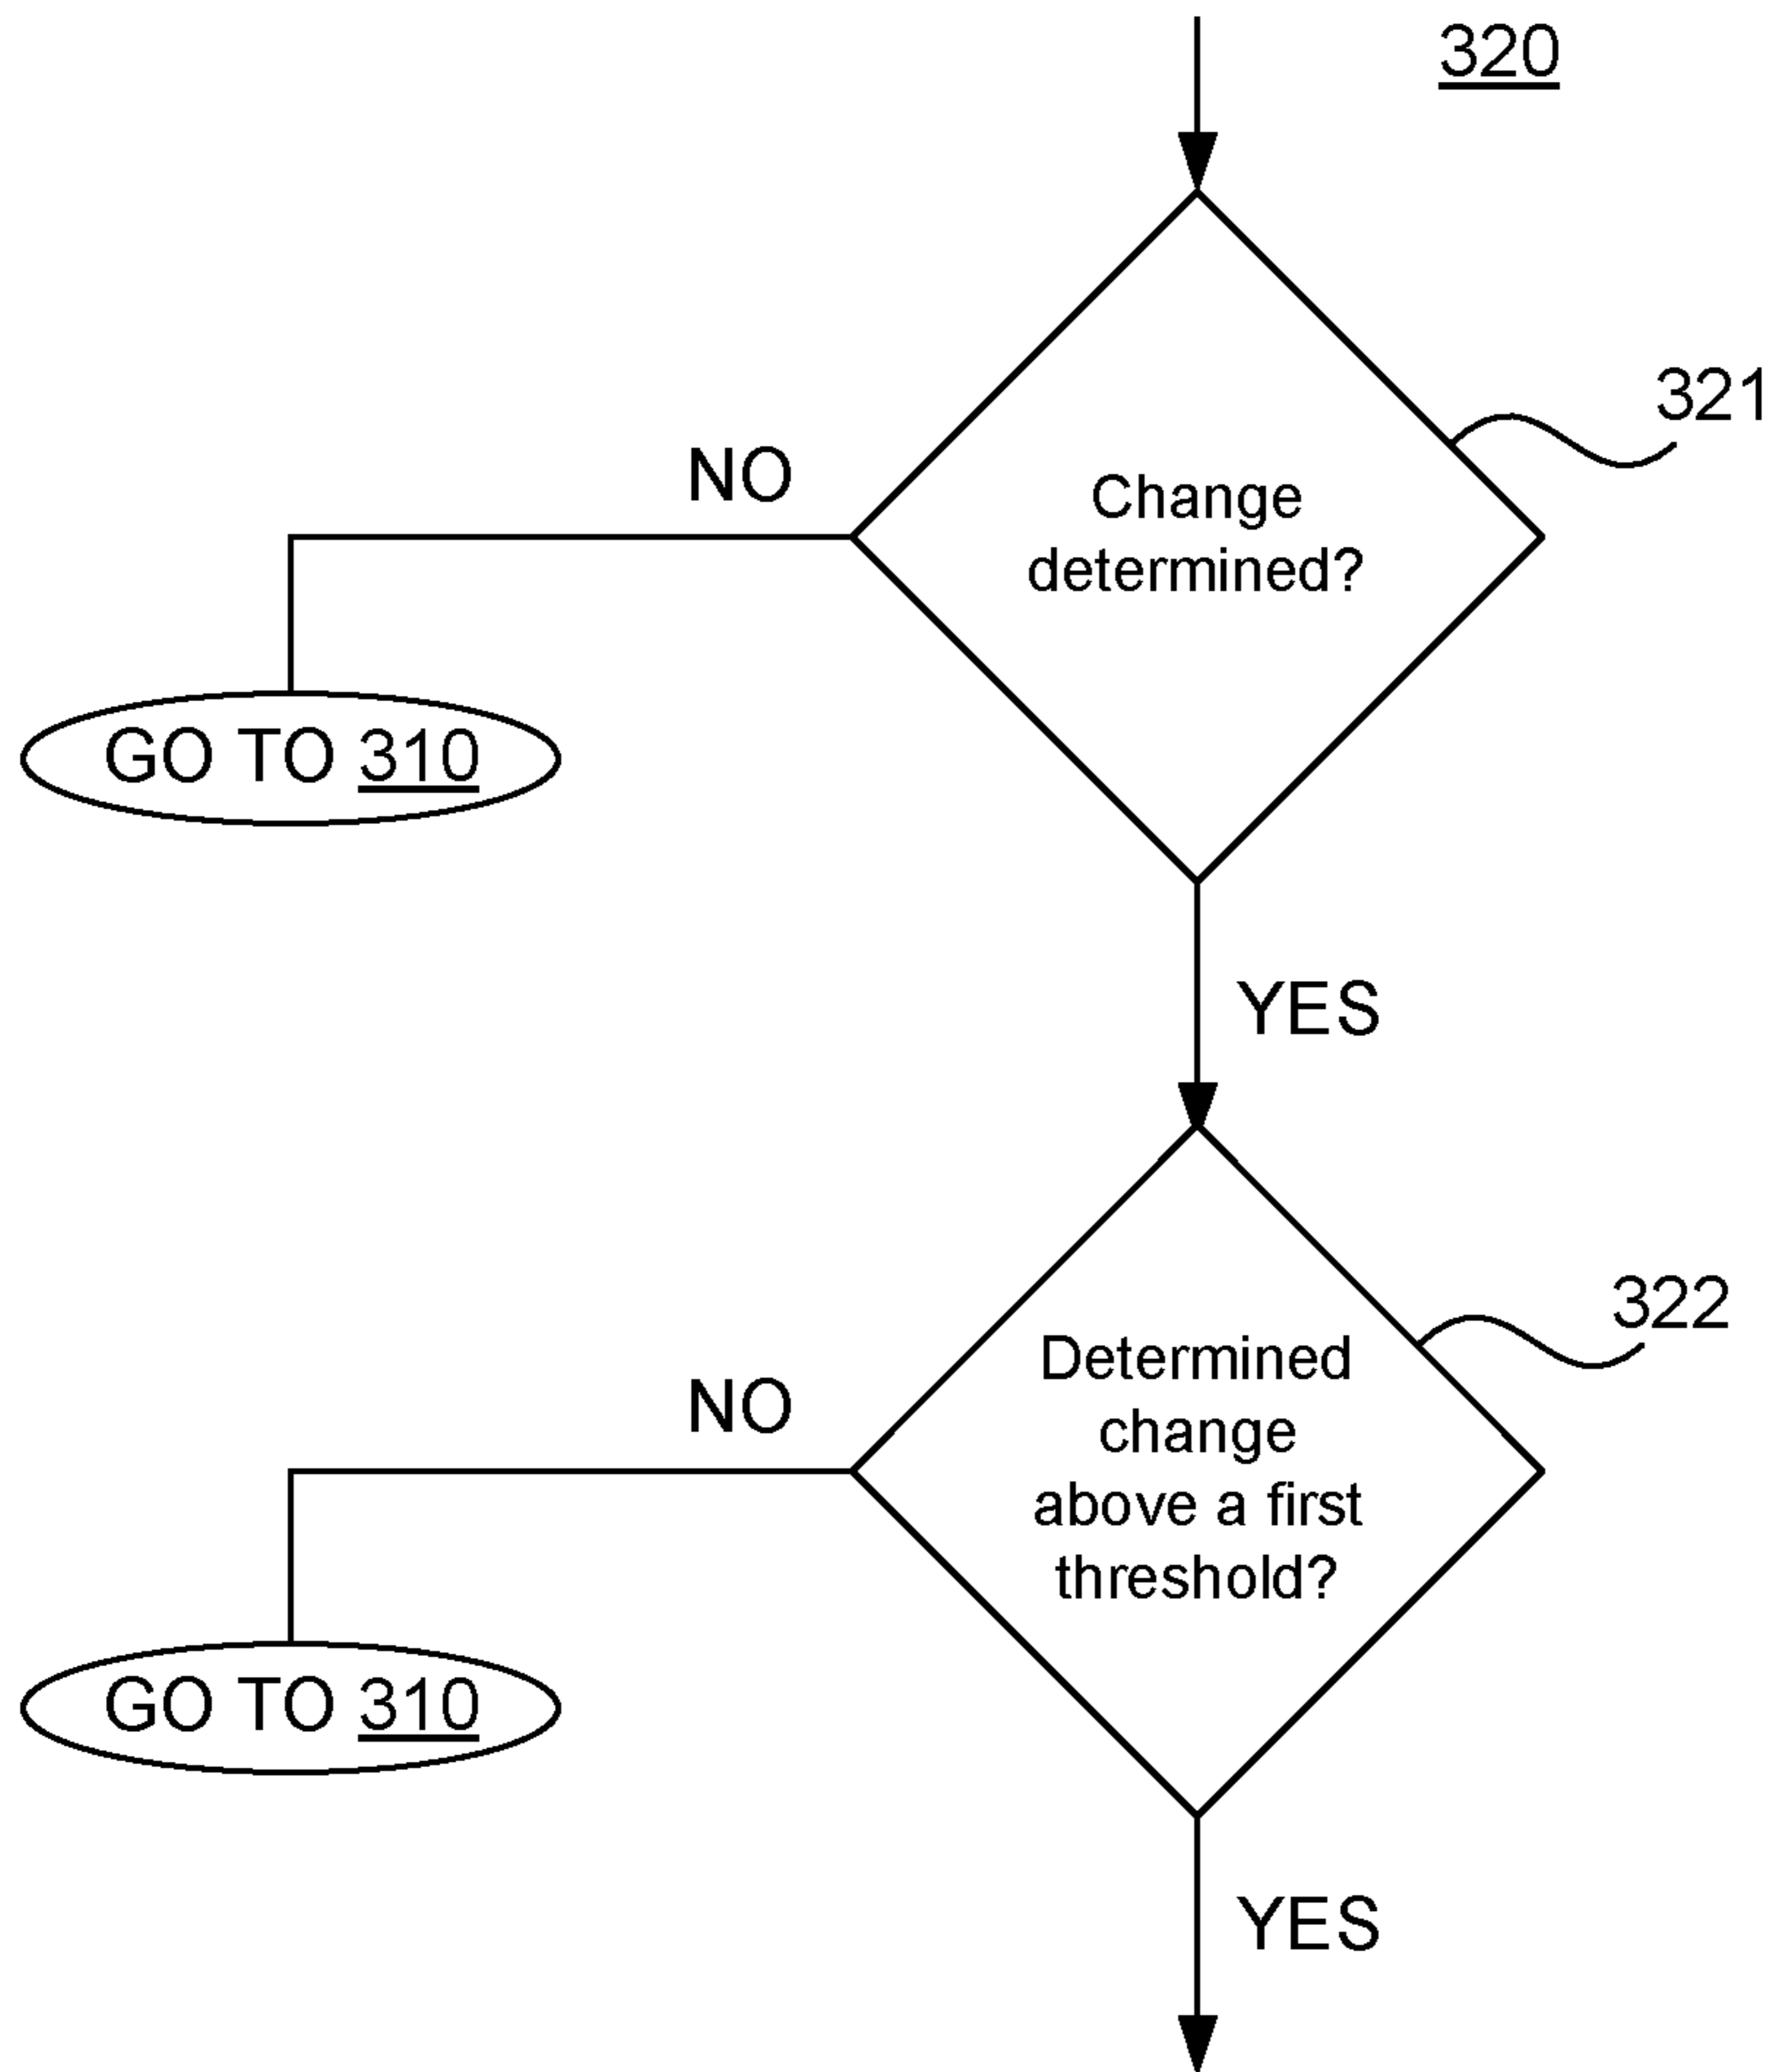 320
321
NO
Change
determined?
GO TO 310
YES
322
Determined
NO
change
above a first
threshold?
GO TO 310
YES